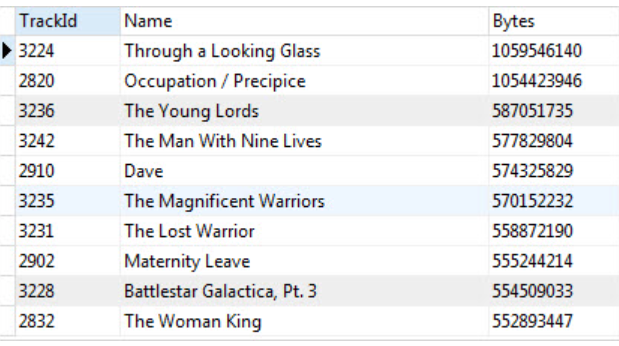 TrackId Name Bytes
3224 Through a Looking Glass 1059546140
2820 Occupation / Precipice 1054423946
3236 The Young Lords 587051735
3242 The Man With Nine Lives 577829804
2910 Dave 574325829
3235 The Magnificent Warriors 570152232
3231 The Lost Warrior 558872190
2902 Maternity Leave 555244214
3228 Battlestar Galactica, Pt. 3 554509033
2832 The Woman King 552893447